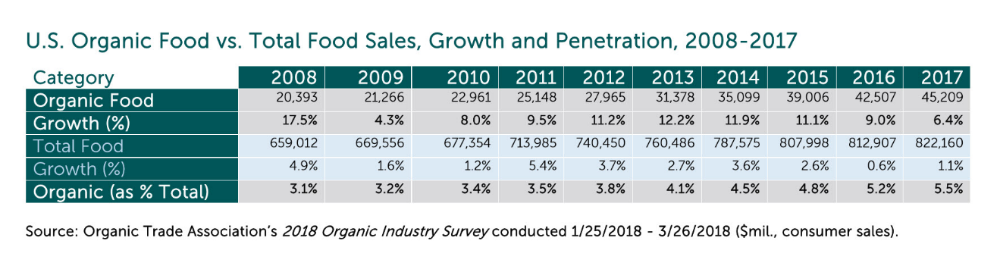 U.S. Organic Food vs. Total Food Sales, Growth and Penetration, 2008-2017
Category 2008 2009 2010 2011 2012 2013 2014 2015 2016 2017
Organic Food 20,393 21,266 22,961 25,148 27,965 31,378 35,099 39,006 42,507 45,209
Growth (%) 17.5% 4.3% 8.0% 9.5% 11.2% 12.2% 11.9% 11.1% 9.0% 6.4%
Total Food 659,012 669,556 677,354 713,985 740,450 760,486 787,575 807,998 812,907 822,160
Growth (%) 4.9% 1.6% 1.2% 5.4% 3.7% 2.7% 3.6% 2.6% 0.6% 1.1%
Organic (as % Total) 3.1% 3.2% 3.4% 3.5% 3.8% 4.1% 4.5% 4.8% 5.2% 5.5%
Source: Organic Trade Association's 2018 Organic Industry Survey conducted 1/25/2018 - 3/26/2018 ($mil., consumer sales).